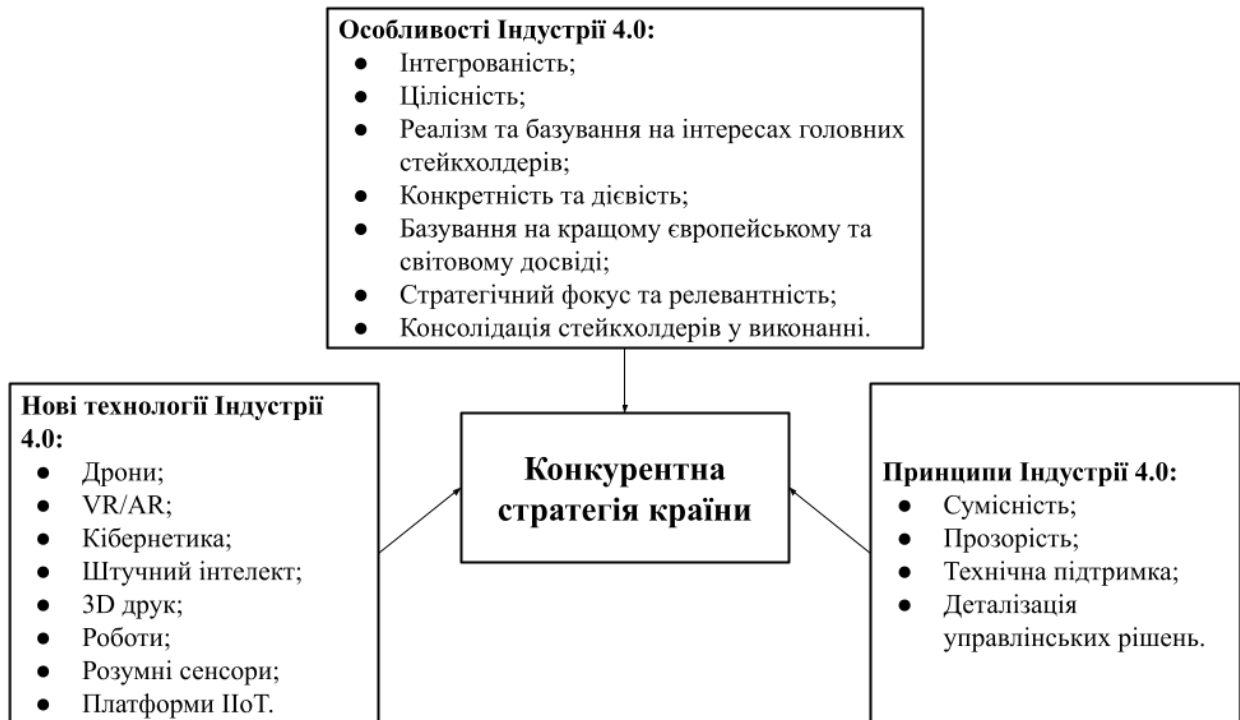 Особливості Індустрії 4.0:
● Інтегрованість;
● Цілісність;
● Реалізм та базування на інтересах головних
стейкхолдерів;
● Конкретність та дієвість;
● Базування на кращому європейському та
світовому досвіді;
● Стратегічний фокус та релевантність;
● Консолідація стейкхолдерів у виконанні.
Нові технології Індустрії
4.0:
● Дрони;
● VR/AR;
● Кібернетика;
● Штучний інтелект;
● 3D друк;
● Роботи;
● Розумні сенсори;
● Платформи IIoT.
Конкурентна
стратегія країни
Принципи Індустрії 4.0:
● Сумісність;
● Прозорість;
● Технічна підтримка;
● Деталізація
управлінських рішень.